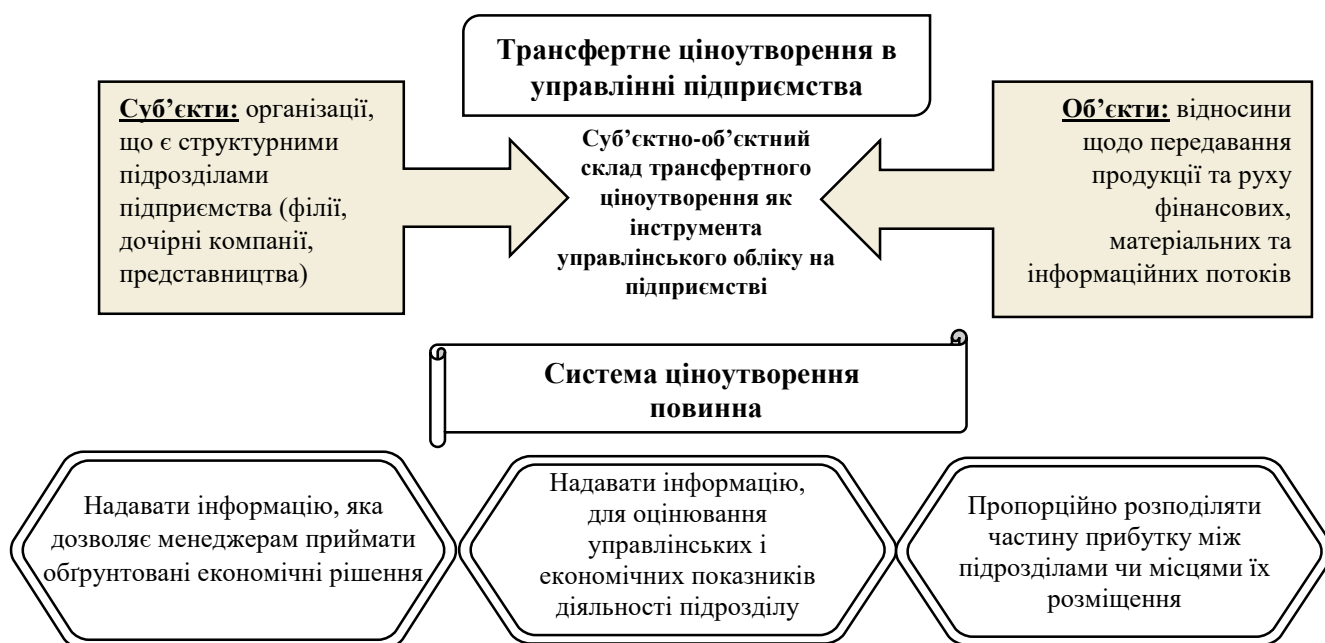 Трансфертне ціноутворення в
управлінні підприємства
Суб’єкти: організації,
що є структурними
підрозділами
підприємства (філії,
дочірні компанії,
представництва)
Суб’єктно-об’єктний
склад трансфертного
ціноутворення як
інструмента
управлінського обліку на
підприємстві
Об’єкти: відносини
щодо передавання
продукції та руху
фінансових,
матеріальних та
інформаційних потоків
Система ціноутворення
повинна
Надавати інформацію, яка
дозволяє менеджерам приймати
обґрунтовані економічні рішення
Надавати інформацію,
для оцінювання
управлінських і
економічних показників
діяльності підрозділу
Пропорційно розподіляти
частину прибутку між
підрозділами чи місцями їх
розміщення